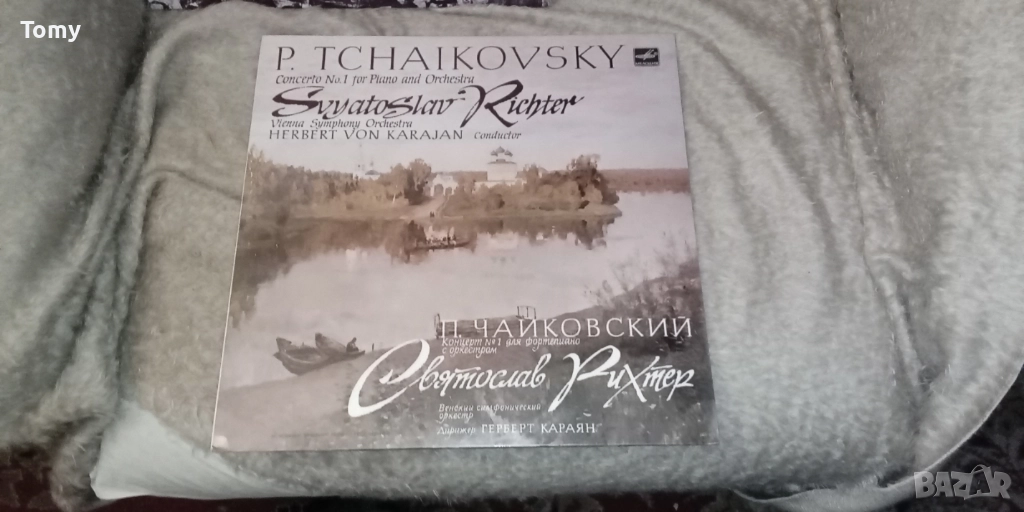 Tomy
P. TCHAIKOVSKY
Concerto No.1 for Piano and Orchestra
Svyatoslav Richter
Vienna Symphony Orchestra
HERBERT VON KARAJAN Conductor
П. ЧАЙКОВСКИЙ
Концерт №1 для фортепиано
с оркестром
Святослав Рихтер
Венский симфонический
оркестр
Дирижер ГЕРБЕРТ КАРАЯН
BAZAR